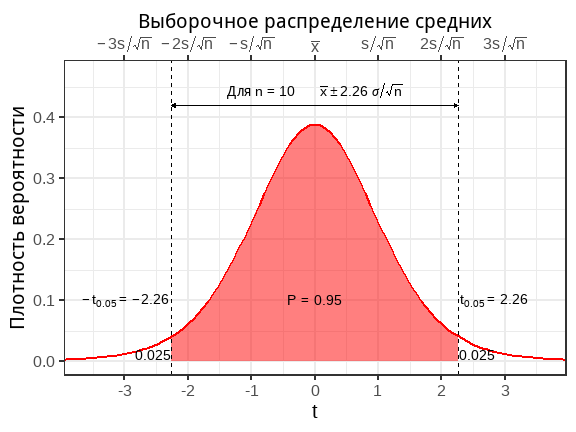 Выборочное распределение средних
−3s/√n −2s/√n −s/√n x̅ s/√n 2s/√n 3s/√n
Для n = 10 x̅ ± 2.26 σ/√n
Плотность вероятности
0.4
0.3
0.2
0.1
0.0
−t0.05 = −2.26
P = 0.95
t0.05 = 2.26
0.025
0.025
-3 -2 -1 0 1 2 3
t